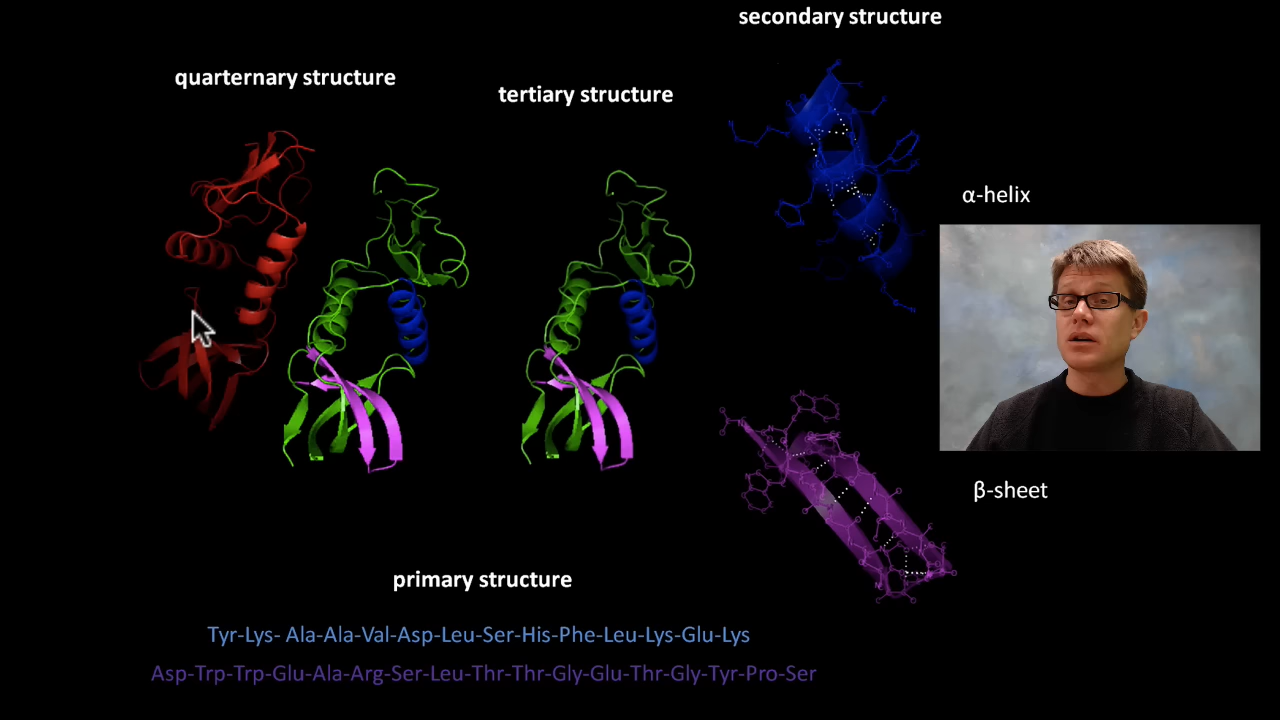 secondary structure
quarternary structure
tertiary structure
α-helix
β-sheet
primary structure
Tyr-Lys- Ala-Ala-Val-Asp-Leu-Ser-His-Phe-Leu-Lys-Glu-Lys
Asp-Trp-Trp-Glu-Ala-Arg-Ser-Leu-Thr-Thr-Gly-Glu-Thr-Gly-Tyr-Pro-Ser